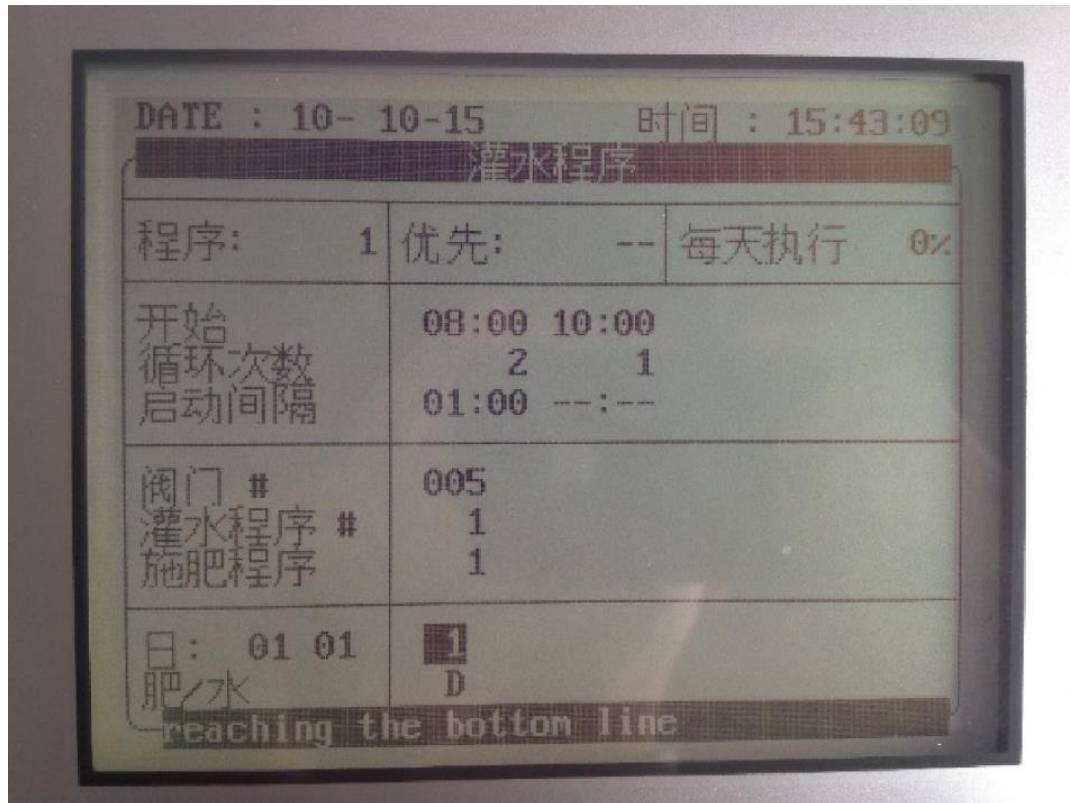 DATE : 10- 10-15 时间 : 15:43:09
灌水程序
程序: 1 优先: -- 每天执行 0%
开始 08:00 10:00
循环次数 2 1
启动间隔 01:00 --:--
阀门 # 005
灌水程序 # 1
施肥程序 1
日: 01 01 1
肥/水 D
reaching the bottom line